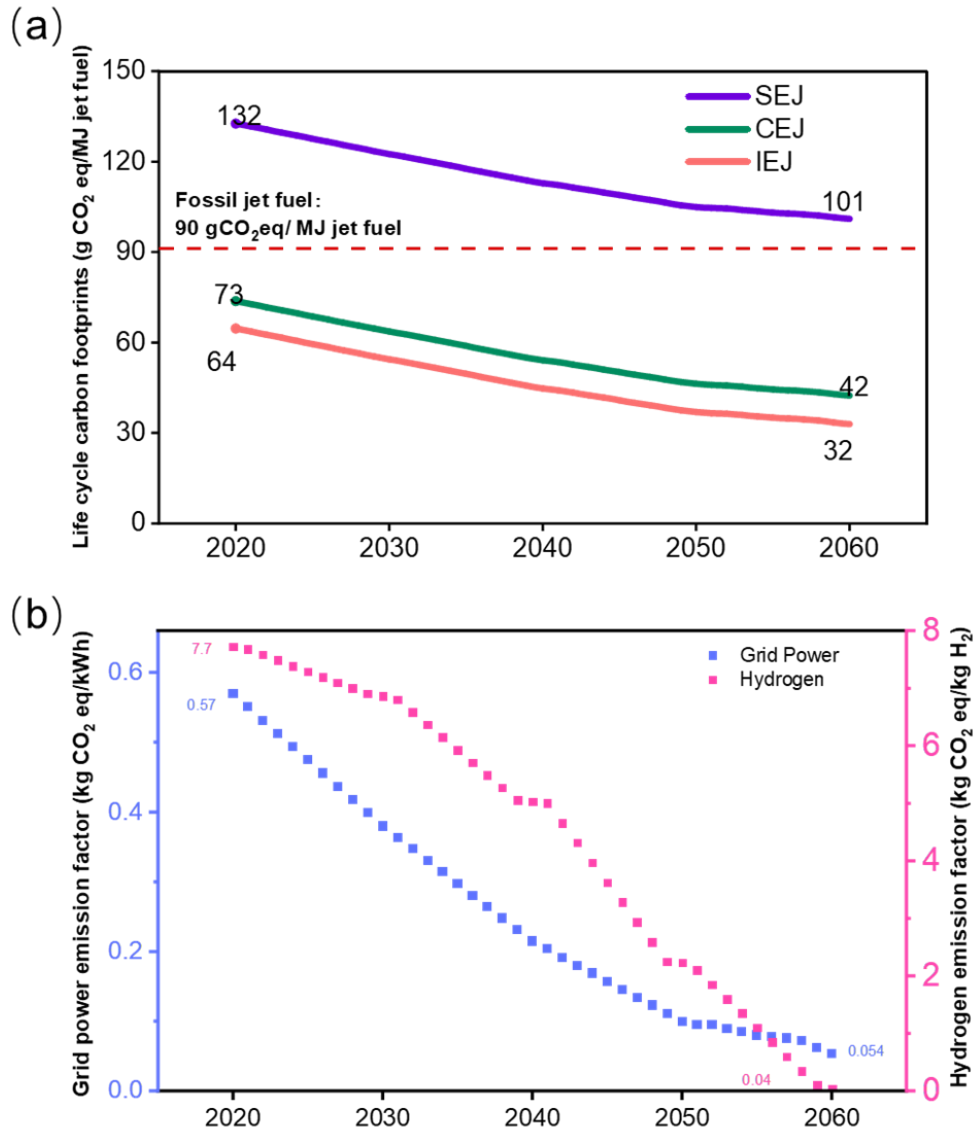 (a)
Life cycle carbon footprints (g CO₂ eq/MJ jet fuel)
150
120
90
60
30
0
132
SEJ
CEJ
IEJ
Fossil jet fuel:
90 gCO₂eq/ MJ jet fuel
101
73
64
42
32
2020
2030
2040
2050
2060
(b)
Grid power emission factor (kg CO₂ eq/kWh)
0.6
0.4
0.2
0.0
7.7
0.57
Grid Power
Hydrogen
0.054
0.04
8
6
4
2
0
Hydrogen emission factor (kg CO₂ eq/kg H₂)
2020
2030
2040
2050
2060